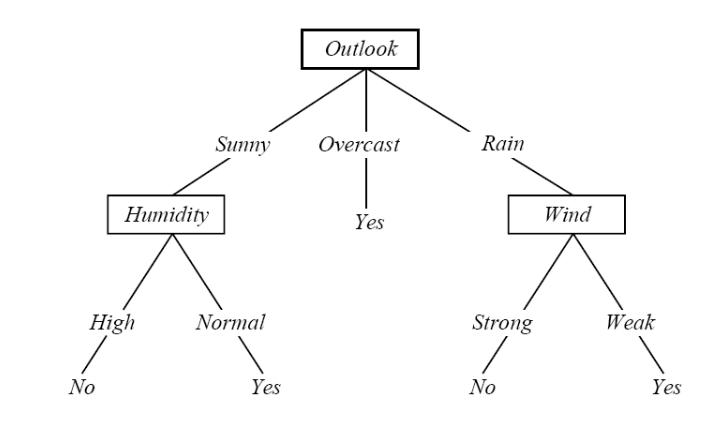 Outlook
Sunny Overcast Rain
Humidity Yes Wind
High Normal Strong Weak
No Yes No Yes